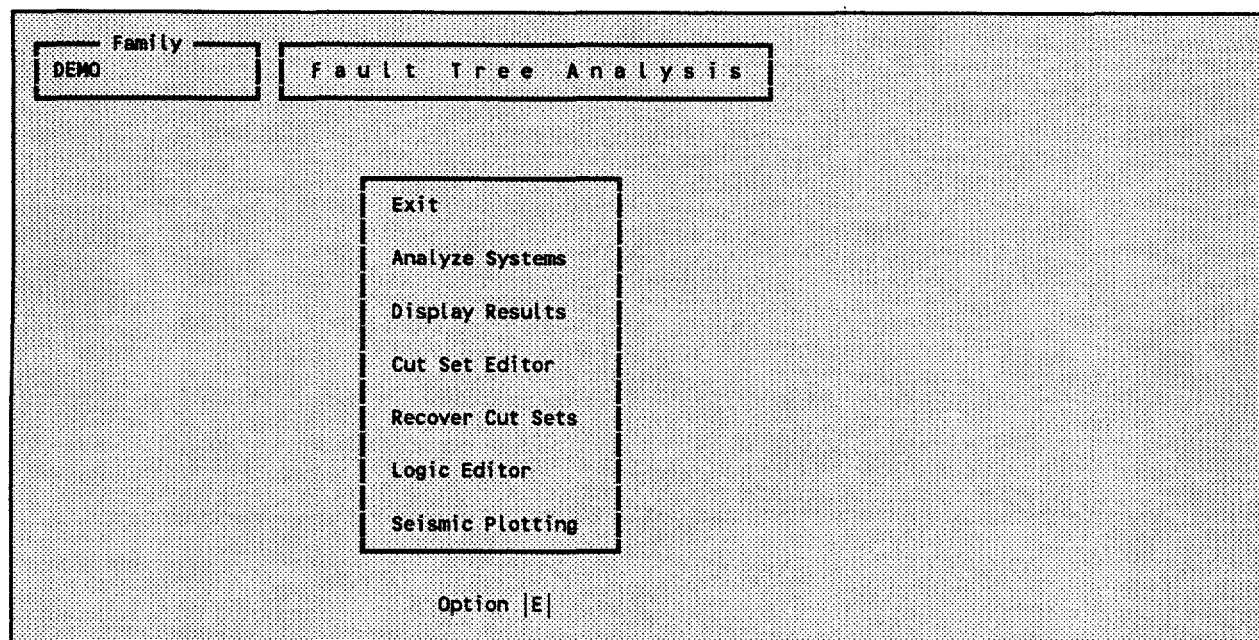 Family
DEMO
Fault Tree Analysis
Exit
Analyze Systems
Display Results
Cut Set Editor
Recover Cut Sets
Logic Editor
Seismic Plotting
Option |E|